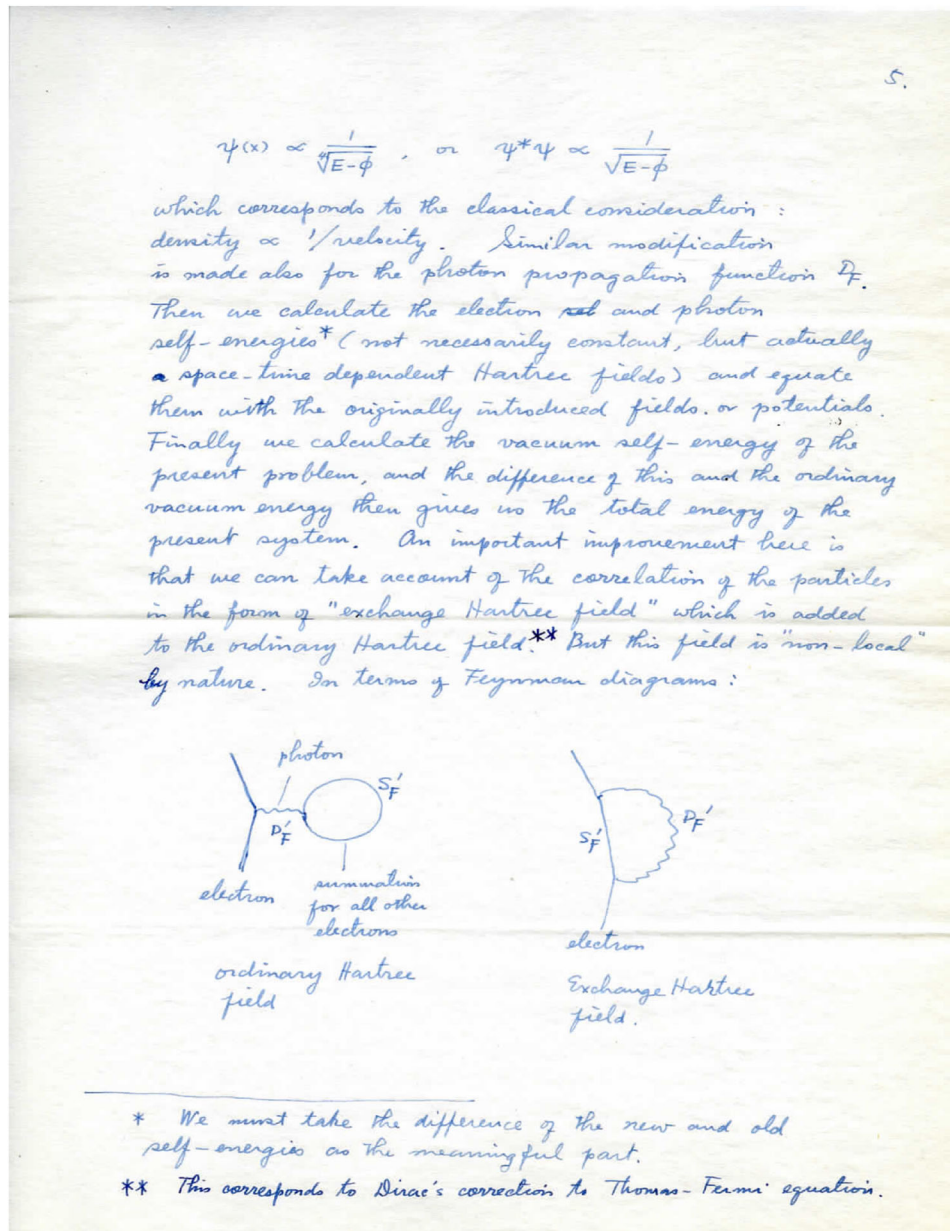 5.
ψ(x) ∝ 1/∜(E-ϕ) , or ψ*ψ ∝ 1/√(E-ϕ)
which corresponds to the classical consideration :
density ∝ 1/velocity. Similar modification
is made also for the photon propagation function D_F.
Then we calculate the electron and photon
self-energies* (not necessarily constant, but actually
a space-time dependent Hartree fields) and equate
them with the originally introduced fields. or potentials.
Finally we calculate the vacuum self-energy of the
present problem, and the difference of this and the ordinary
vacuum energy then gives us the total energy of the
present system. An important improvement here is
that we can take account of the correlation of the particles
in the form of "exchange Hartree field" which is added
to the ordinary Hartree field.** But this field is "non-local"
by nature. In terms of Feynman diagrams :
photon
S_F'
D_F'
electron
summation
for all other
electrons
ordinary Hartree
field
S_F'
D_F'
electron
Exchange Hartree
field.
* We must take the difference of the new and old
self-energies as the meaningful part.
** This corresponds to Dirac's correction to Thomas-Fermi equation.